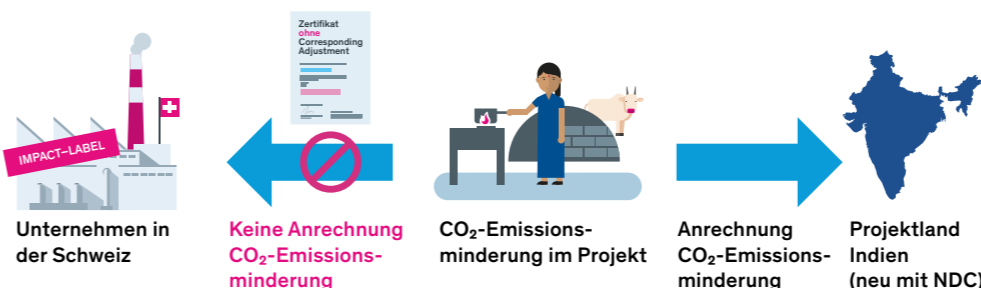 Zertifikat
ohne
Corresponding
Adjustment
IMPACT–LABEL
Unternehmen in
der Schweiz
Keine Anrechnung
CO₂-Emissions-
minderung
CO₂-Emissions-
minderung im Projekt
Anrechnung
CO₂-Emissions-
minderung
Projektland
Indien
(neu mit NDC)